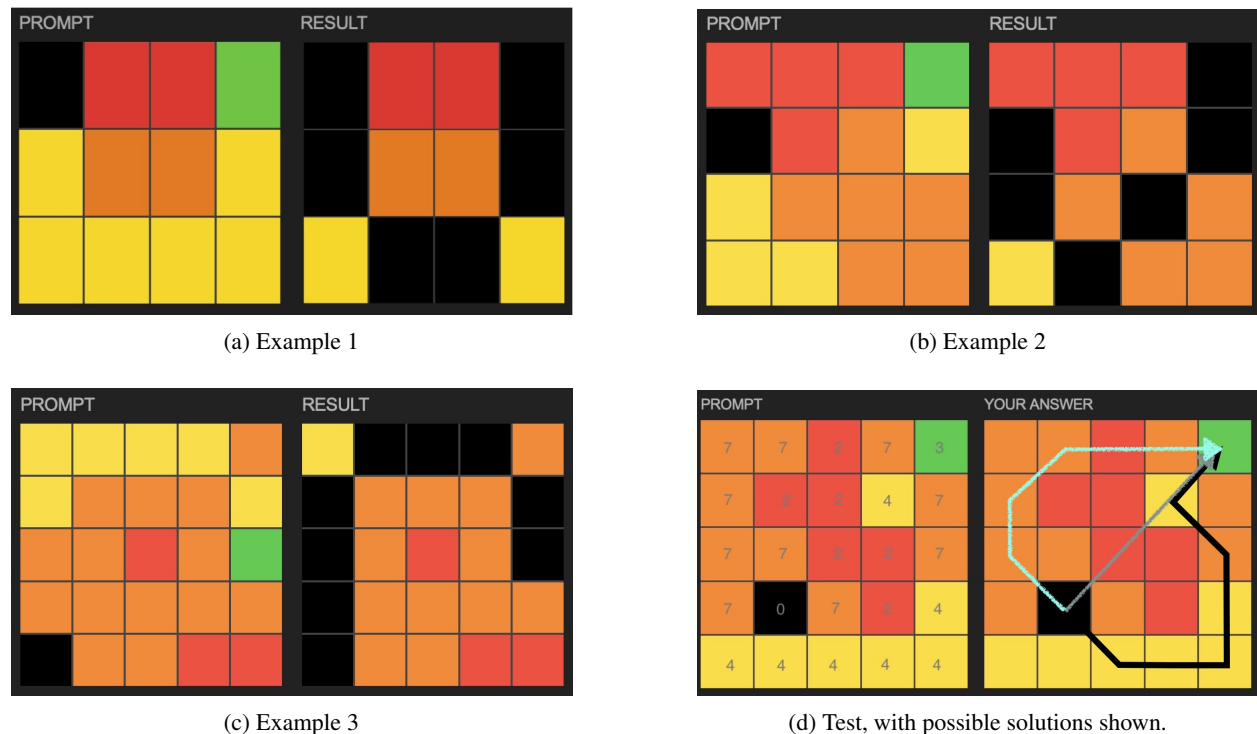 PROMPT RESULT
(a) Example 1
PROMPT RESULT
(b) Example 2
PROMPT RESULT
(c) Example 3
PROMPT YOUR ANSWER
7 7 2 7 3
7 2 2 4 7
7 7 2 2 7
7 0 7 2 4
4 4 4 4 4
(d) Test, with possible solutions shown.